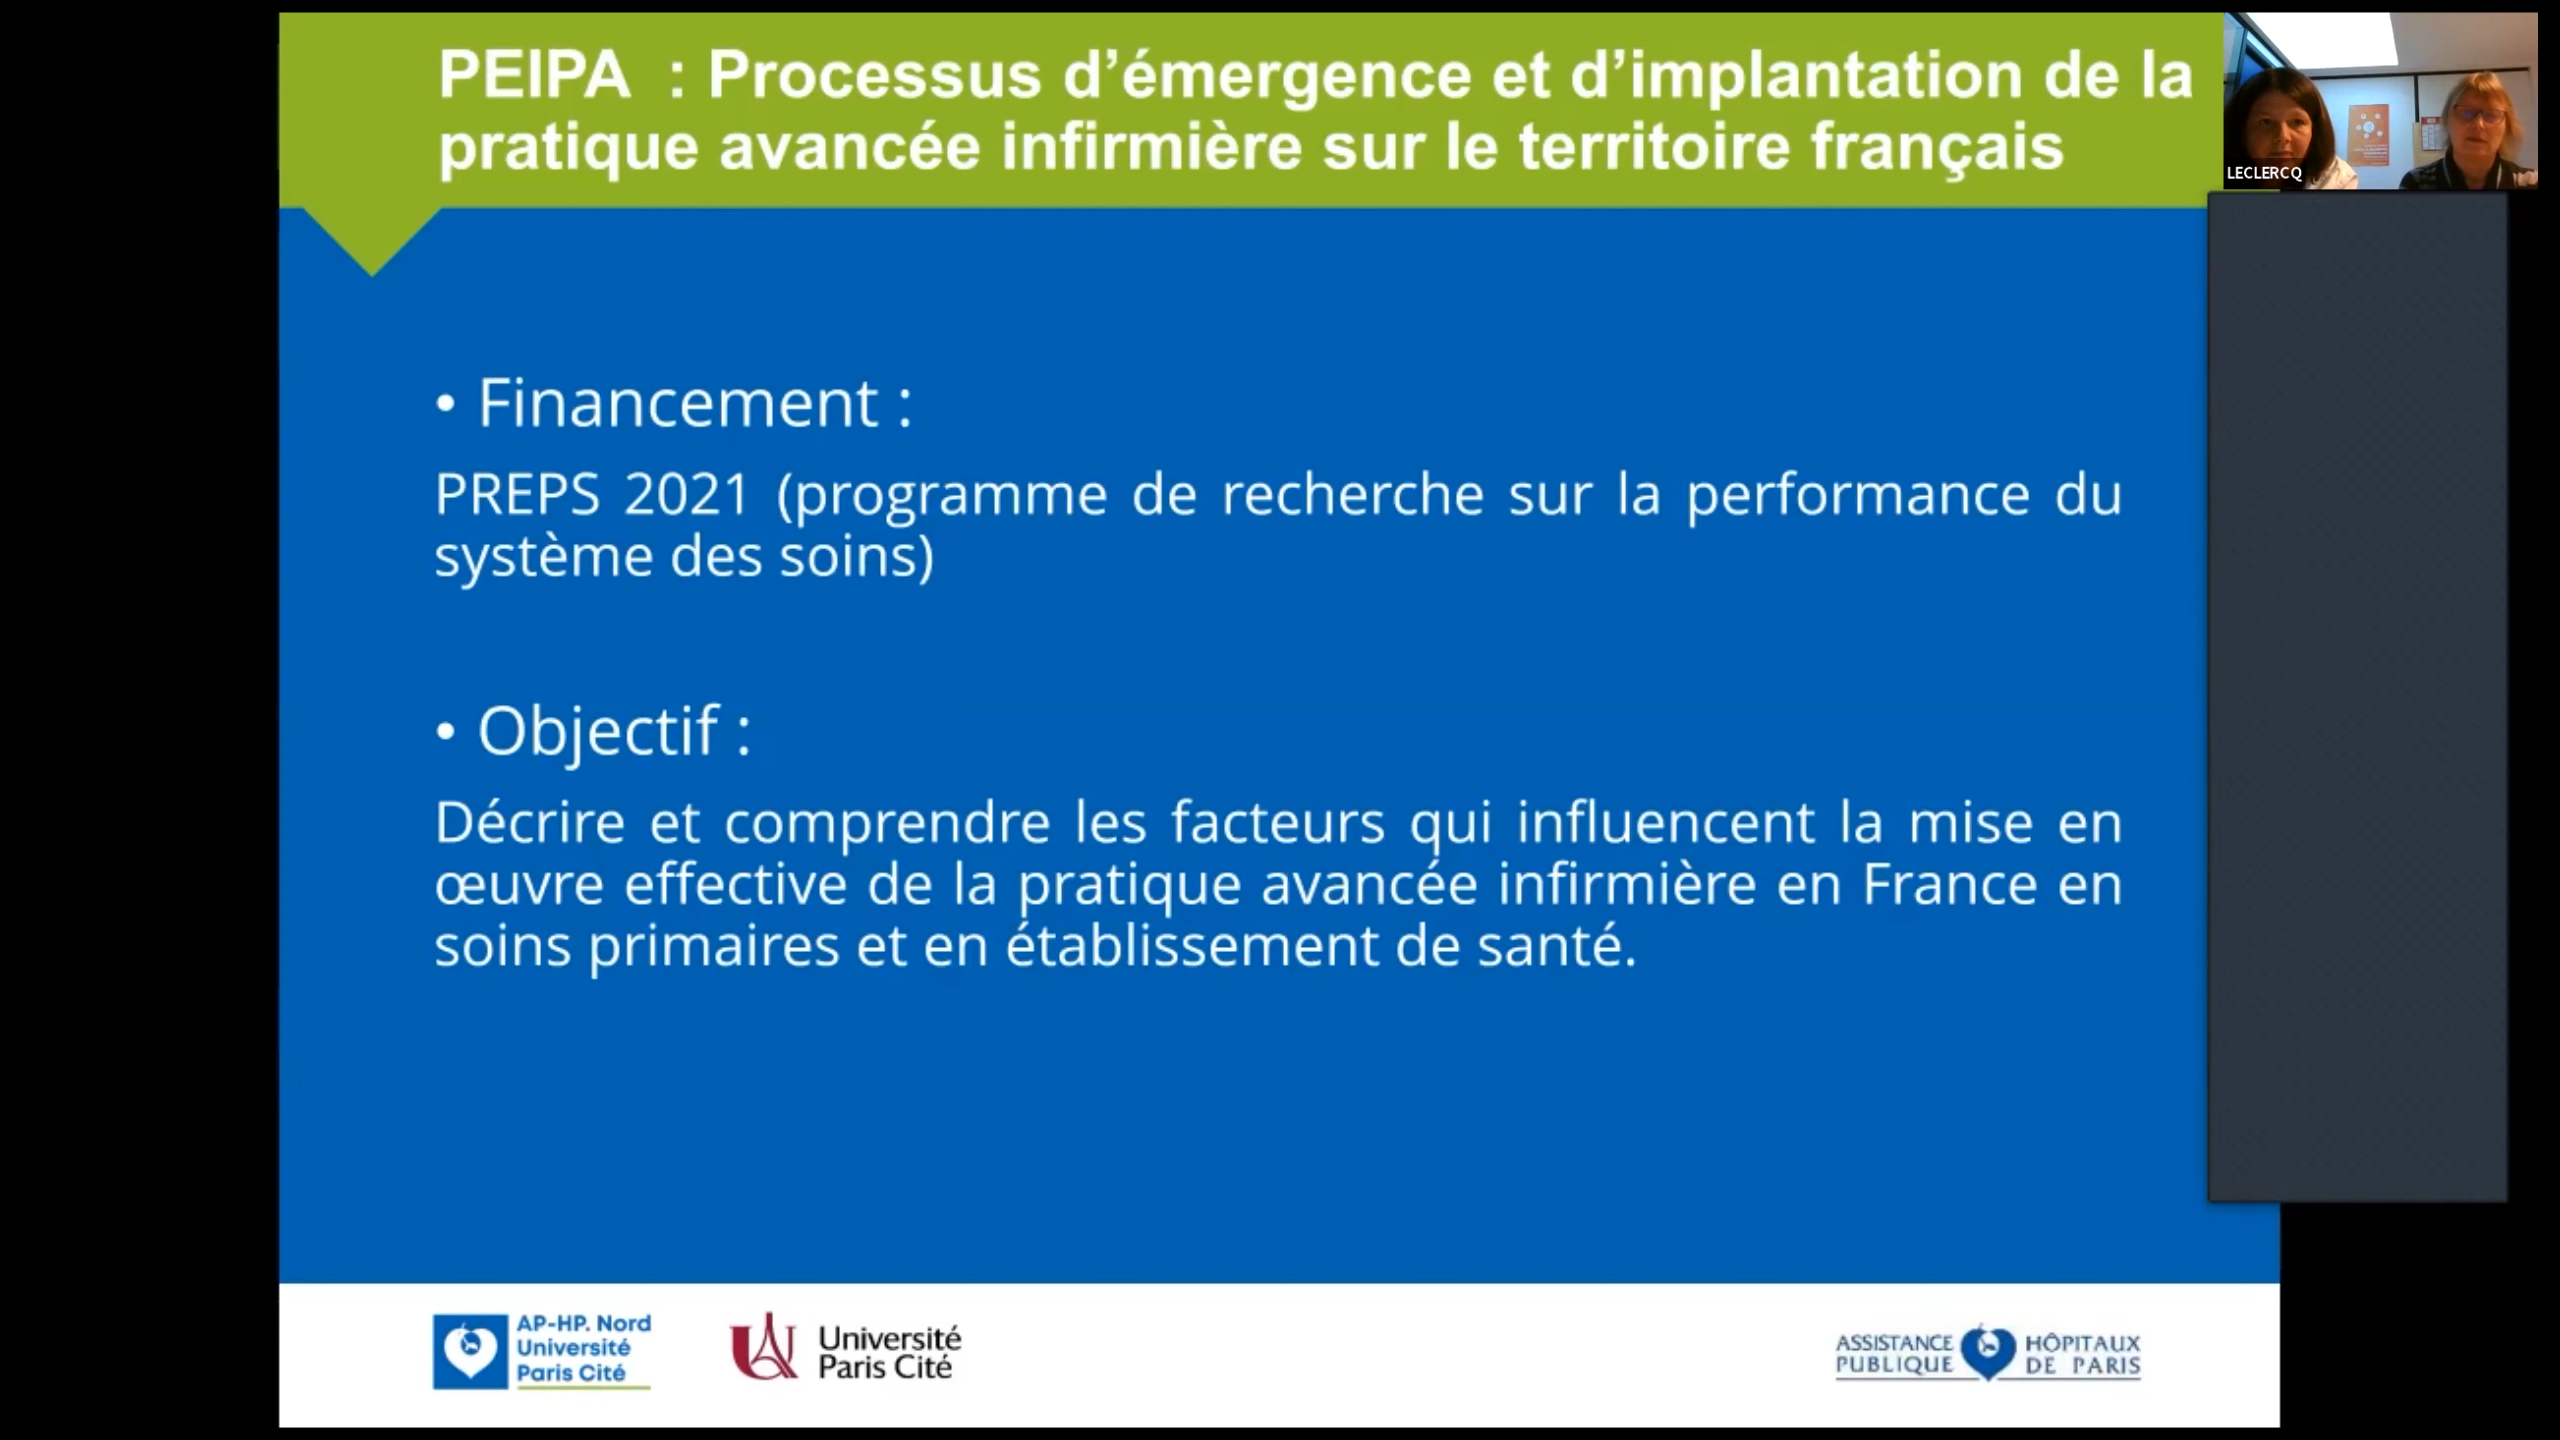 PEIPA  : Processus d’émergence et d’implantation de la
pratique avancée infirmière sur le territoire français
LECLERCQ
• Financement :
PREPS 2021 (programme de recherche sur la performance du
système des soins)
• Objectif :
Décrire et comprendre les facteurs qui influencent la mise en
œuvre effective de la pratique avancée infirmière en France en
soins primaires et en établissement de santé.
AP-HP. Nord
Université
Paris Cité
Université
Paris Cité
ASSISTANCE HÔPITAUX
PUBLIQUE DE PARIS